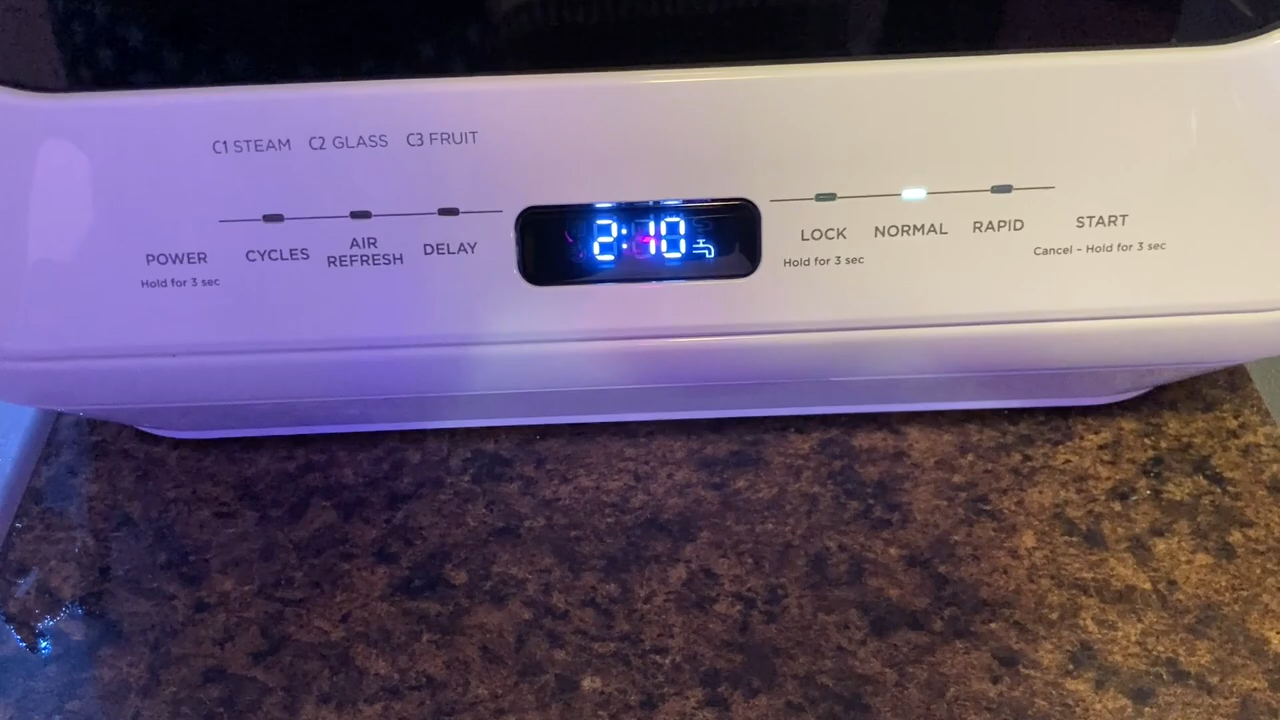 C1 STEAM C2 GLASS C3 FRUIT
POWER
Hold for 3 sec
CYCLES
AIR
REFRESH
DELAY
2:10
LOCK
Hold for 3 sec
NORMAL
RAPID
START
Cancel – Hold for 3 sec